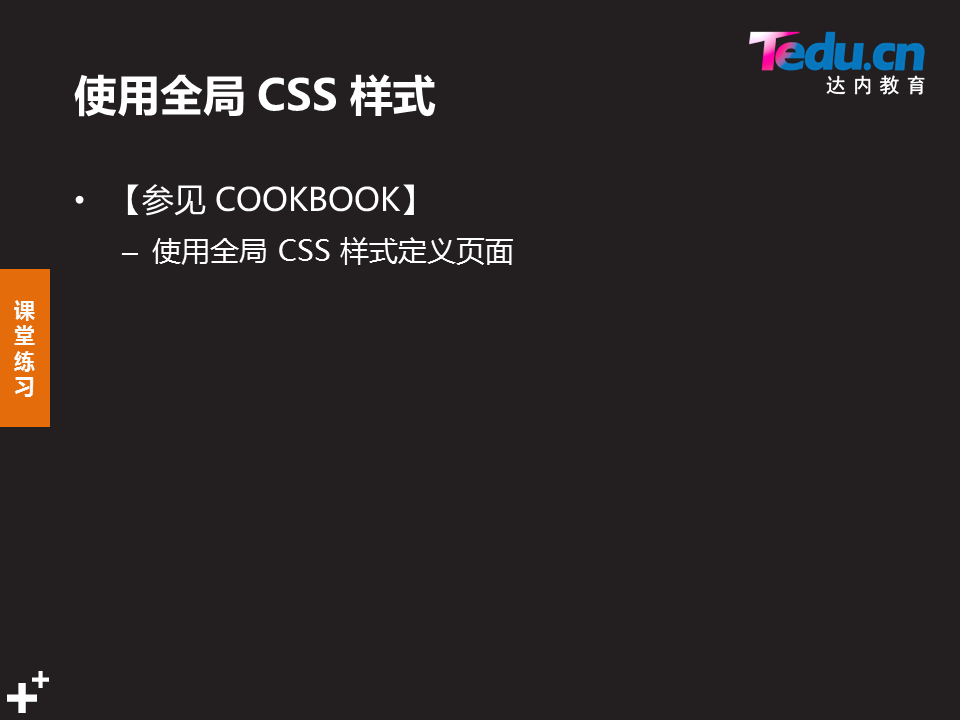 Tedu.cn
达内教育
使用全局 CSS 样式
• 【参见 COOKBOOK】
– 使用全局 CSS 样式定义页面
课
堂
练
习